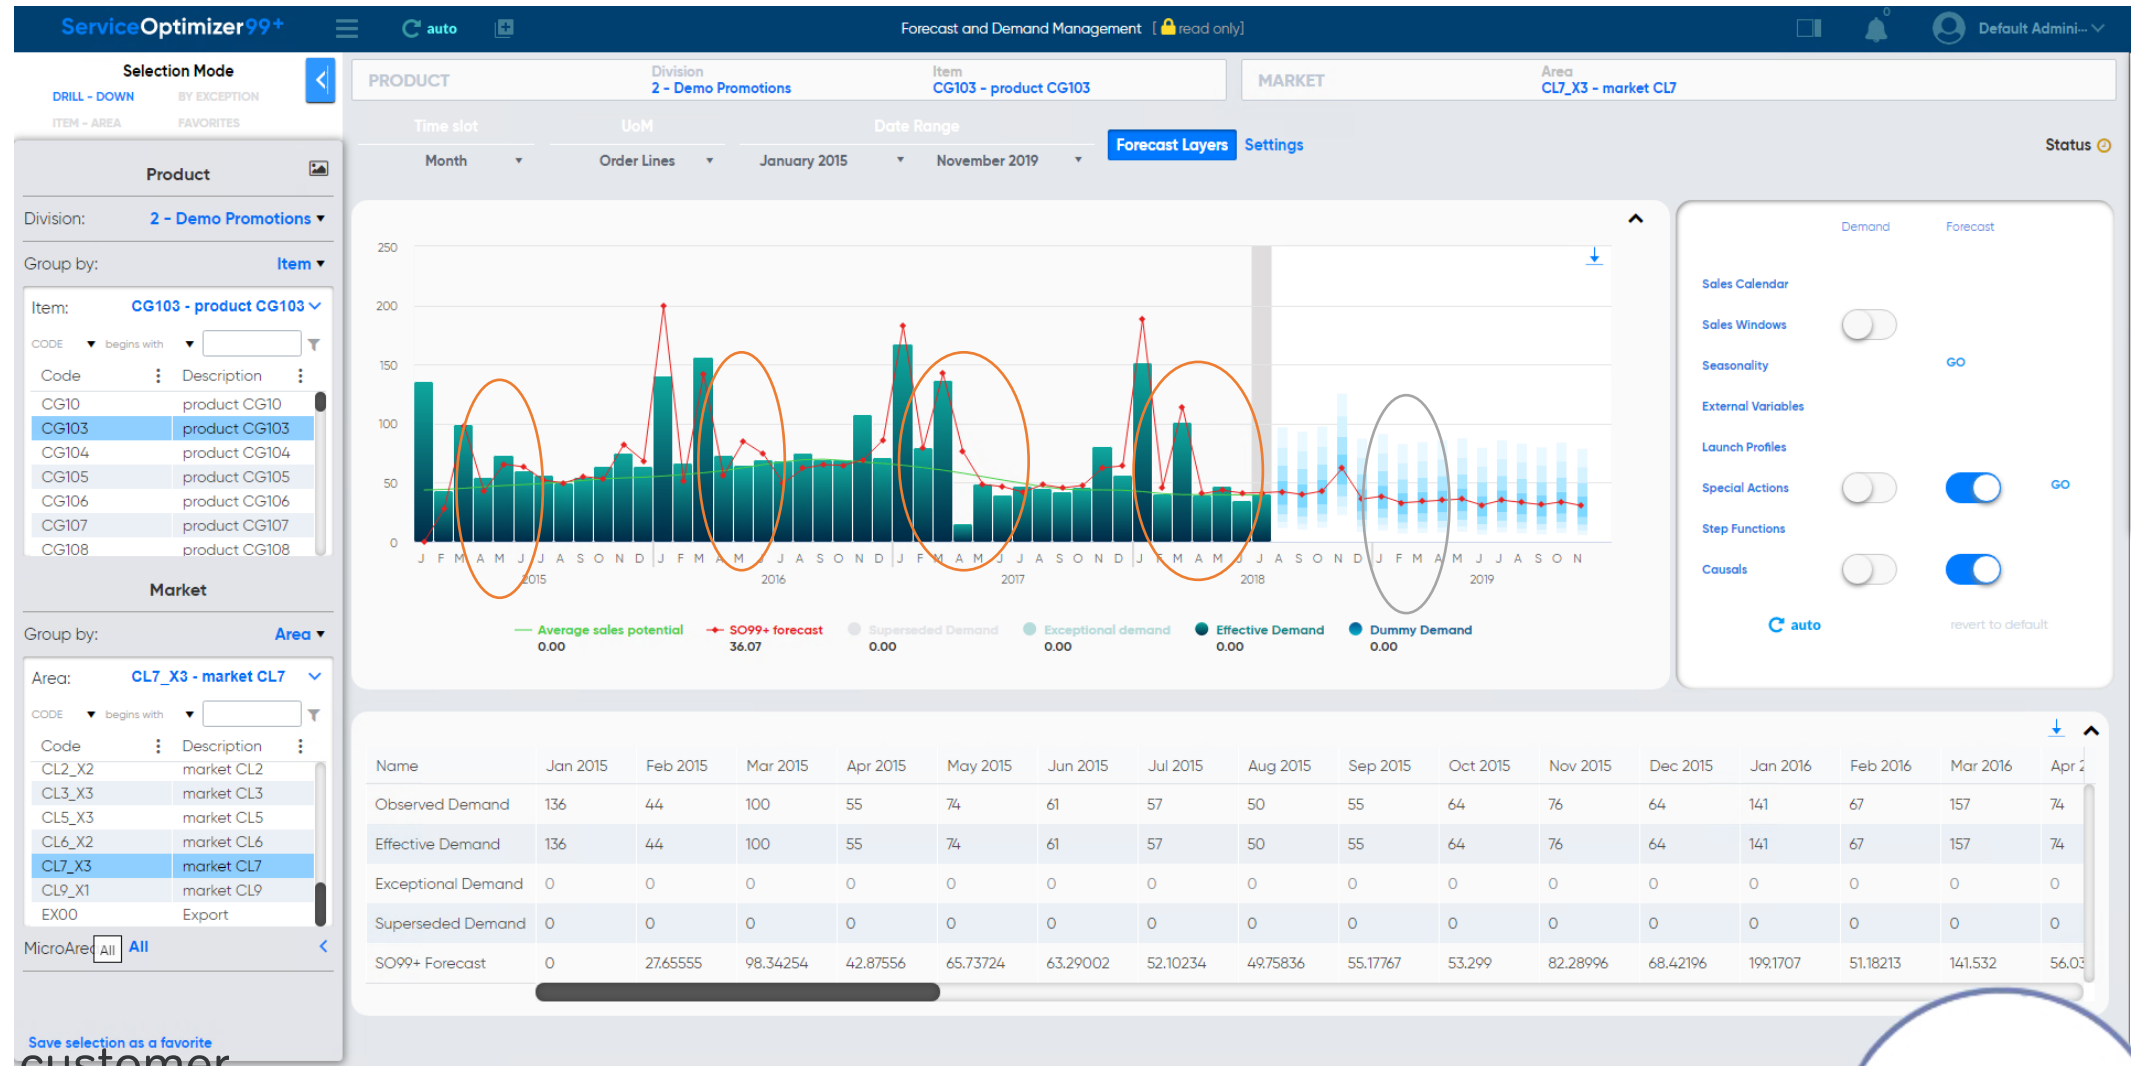 ServiceOptimizer99+ auto Forecast and Demand Management [ read only] 0 Default Admini...
Selection Mode
DRILL - DOWN BY EXCEPTION
ITEM - AREA FAVORITES
PRODUCT Division Item MARKET Area
2 - Demo Promotions CG103 - product CG103 CL7_X3 - market CL7
Time slot UoM Date Range
Month Order Lines January 2015 November 2019 Forecast Layers Settings Status
Product
Division: 2 - Demo Promotions
Group by: Item
Item: CG103 - product CG103
CODE begins with
Code Description
CG10 product CG10
CG103 product CG103
CG104 product CG104
CG105 product CG105
CG106 product CG106
CG107 product CG107
CG108 product CG108
Market
Group by: Area
Area: CL7_X3 - market CL7
CODE begins with
Code Description
CL2_X2 market CL2
CL3_X3 market CL3
CL5_X3 market CL5
CL6_X2 market CL6
CL7_X3 market CL7
CL9_X1 market CL9
EX00 Export
MicroArea All All
Save selection as a favorite
customer
250
200
150
100
50
0
J F M A M J J A S O N D J F M A M J J A S O N D J F M A M J J A S O N D J F M A M J J A S O N D J F M A M J J A S O N
2015 2016 2017 2018 2019
Average sales potential SO99+ forecast Superseded Demand Exceptional demand Effective Demand Dummy Demand
0.00 36.07 0.00 0.00 0.00 0.00
Demand Forecast
Sales Calendar
Sales Windows
Seasonality GO
External Variables
Launch Profiles
Special Actions GO
Step Functions
Causals
auto revert to default
Name Jan 2015 Feb 2015 Mar 2015 Apr 2015 May 2015 Jun 2015 Jul 2015 Aug 2015 Sep 2015 Oct 2015 Nov 2015 Dec 2015 Jan 2016 Feb 2016 Mar 2016 Apr 2
Observed Demand 136 44 100 55 74 61 57 50 55 64 76 64 141 67 157 74
Effective Demand 136 44 100 55 74 61 57 50 55 64 76 64 141 67 157 74
Exceptional Demand 0 0 0 0 0 0 0 0 0 0 0 0 0 0 0 0
Superseded Demand 0 0 0 0 0 0 0 0 0 0 0 0 0 0 0 0
SO99+ Forecast 0 27.65555 98.34254 42.87556 65.73724 63.29002 52.10234 49.75836 55.17767 53.299 82.28996 68.42196 199.1707 51.18213 141.532 56.03